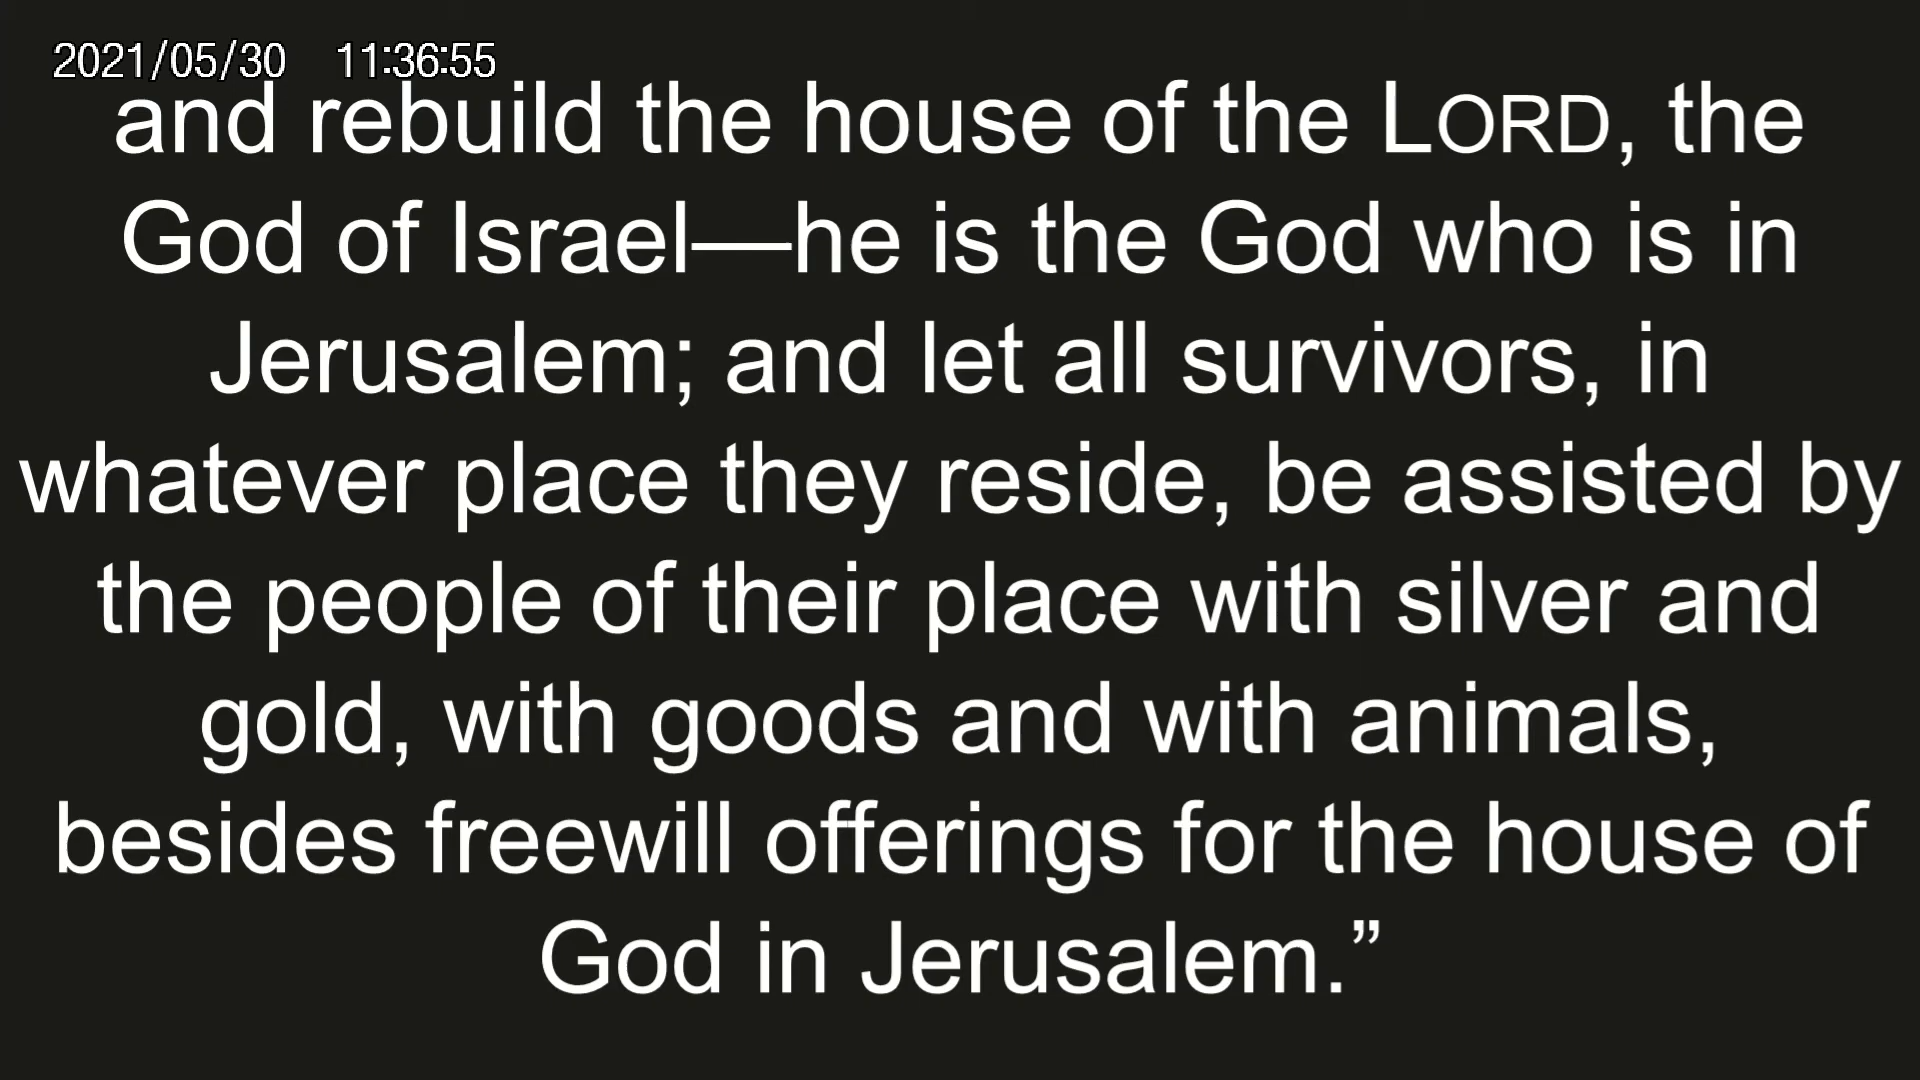 2021/05/30 11:36:55
and rebuild the house of the LORD, the
God of Israel—he is the God who is in
Jerusalem; and let all survivors, in
whatever place they reside, be assisted by
the people of their place with silver and
gold, with goods and with animals,
besides freewill offerings for the house of
God in Jerusalem.”